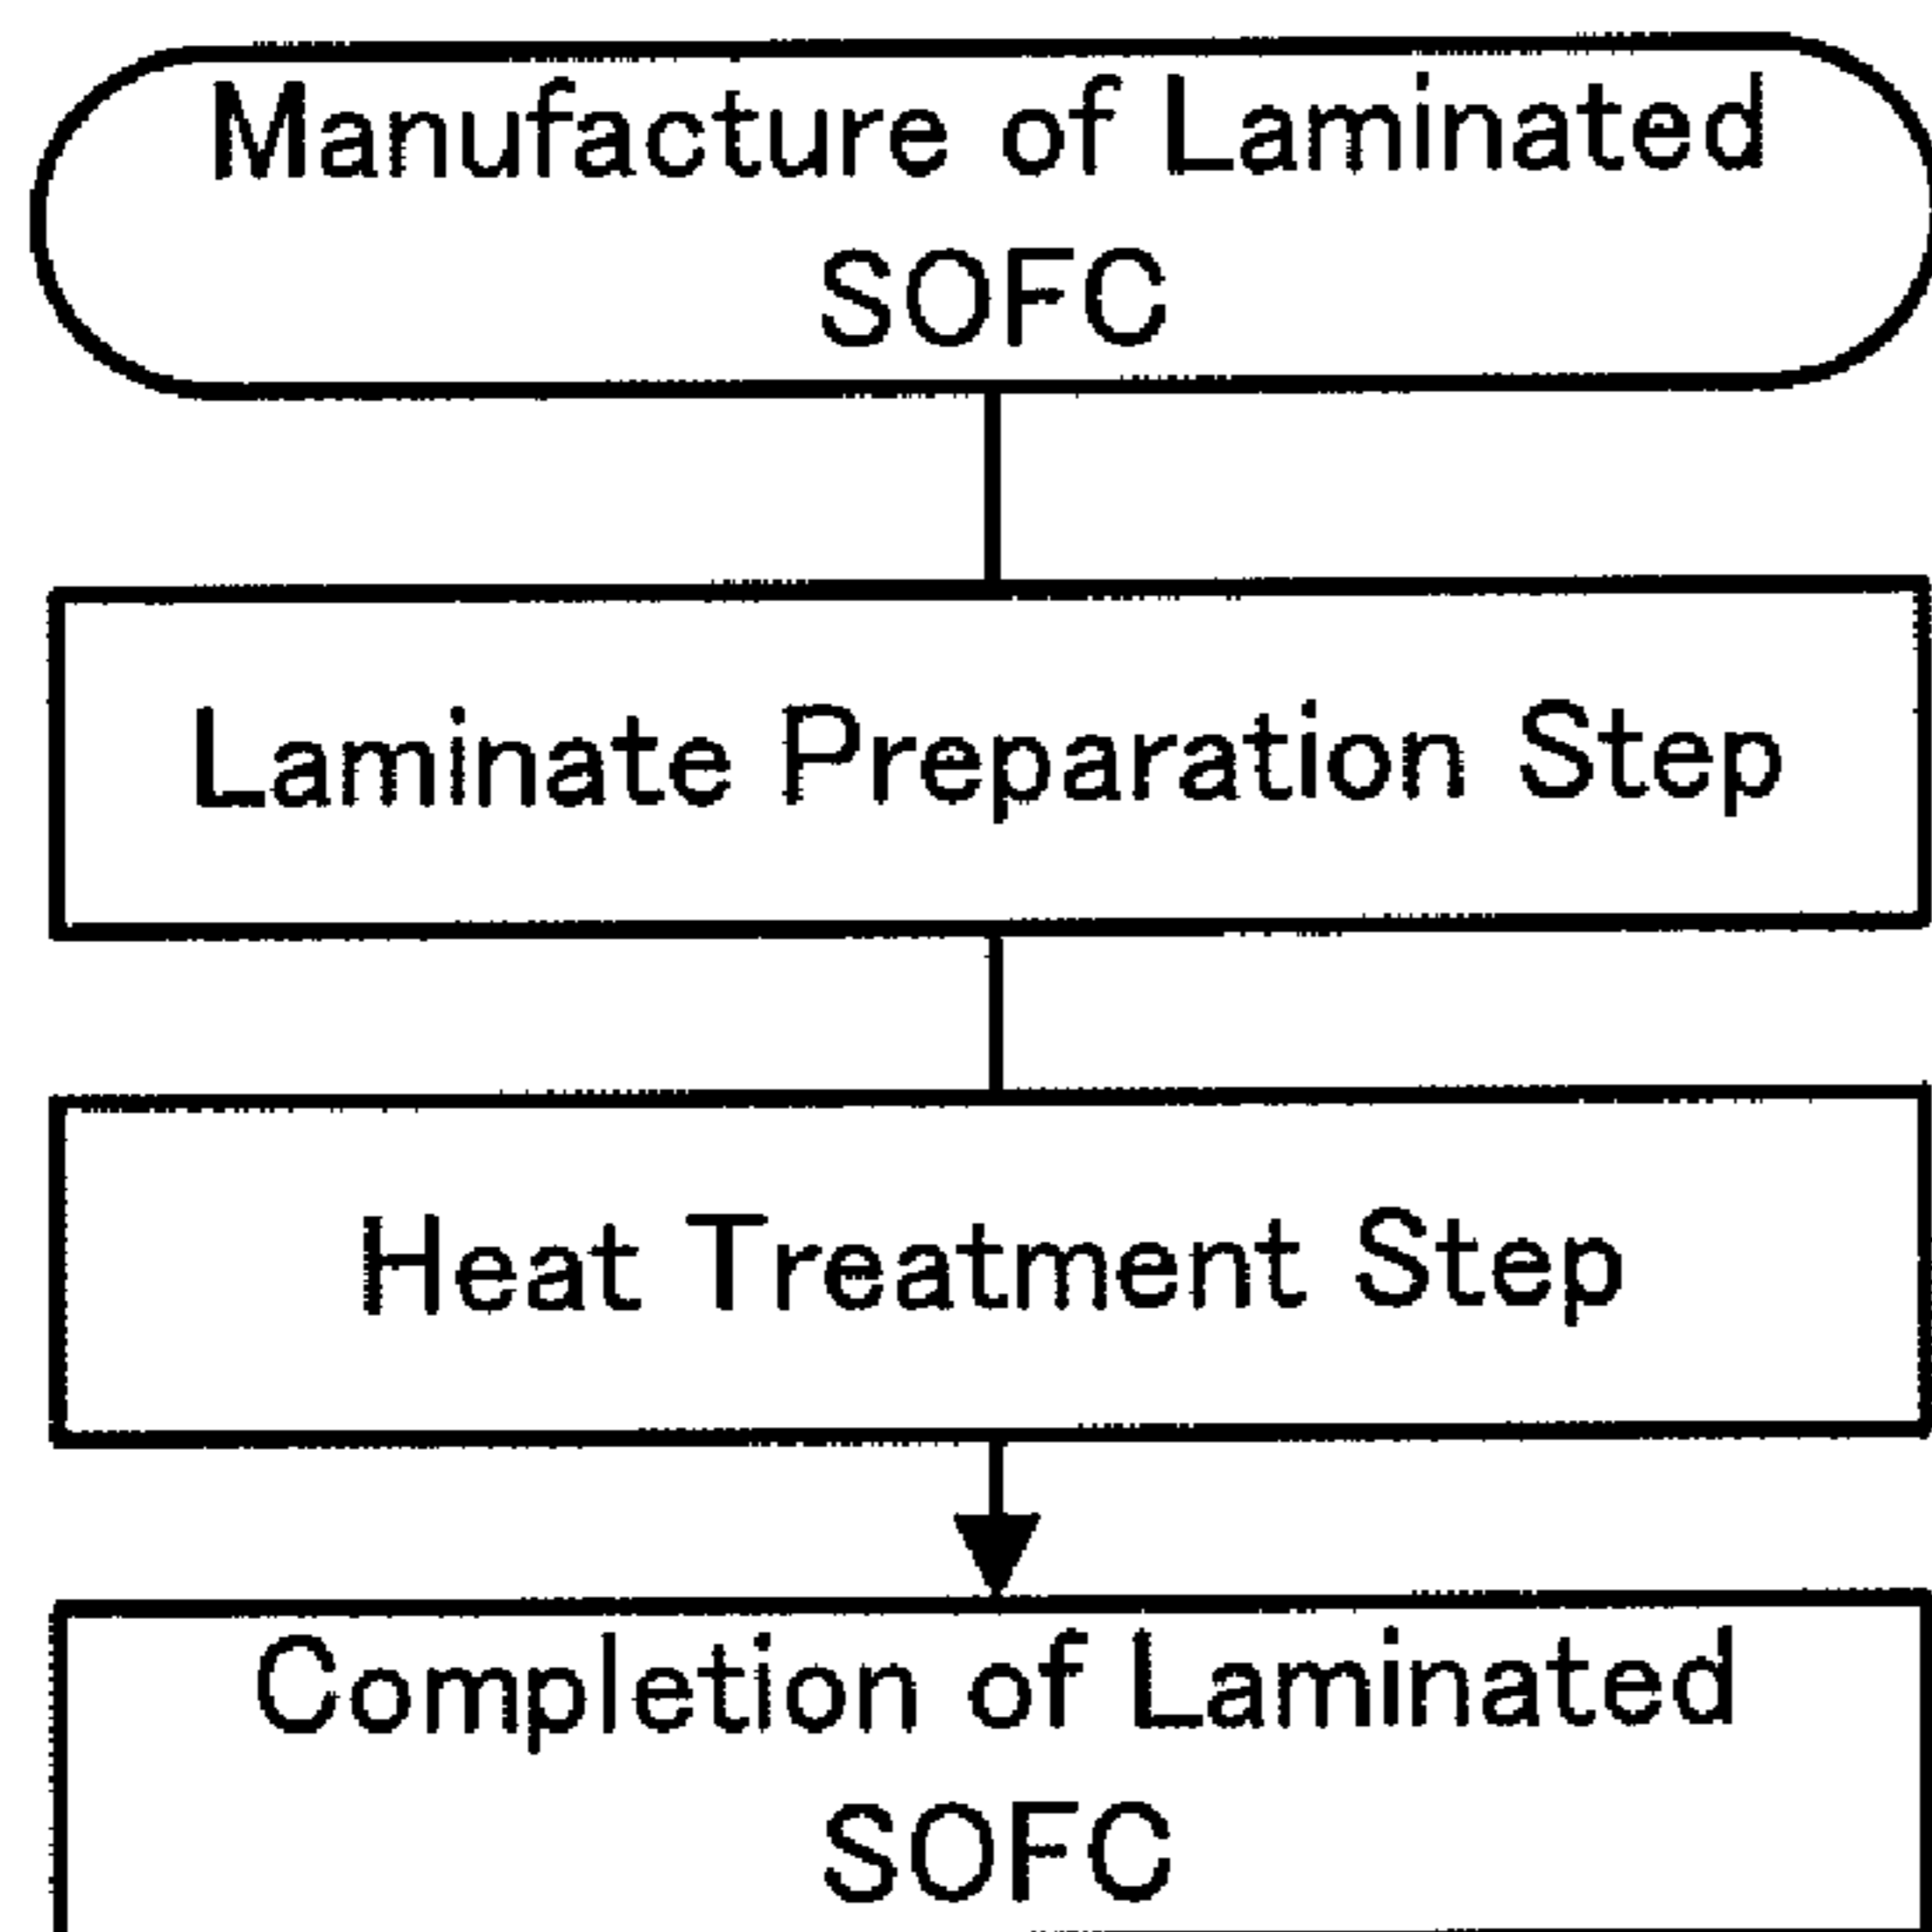 Manufacture of Laminated
SOFC
Laminate Preparation Step
Heat Treatment Step
Completion of Laminated
SOFC